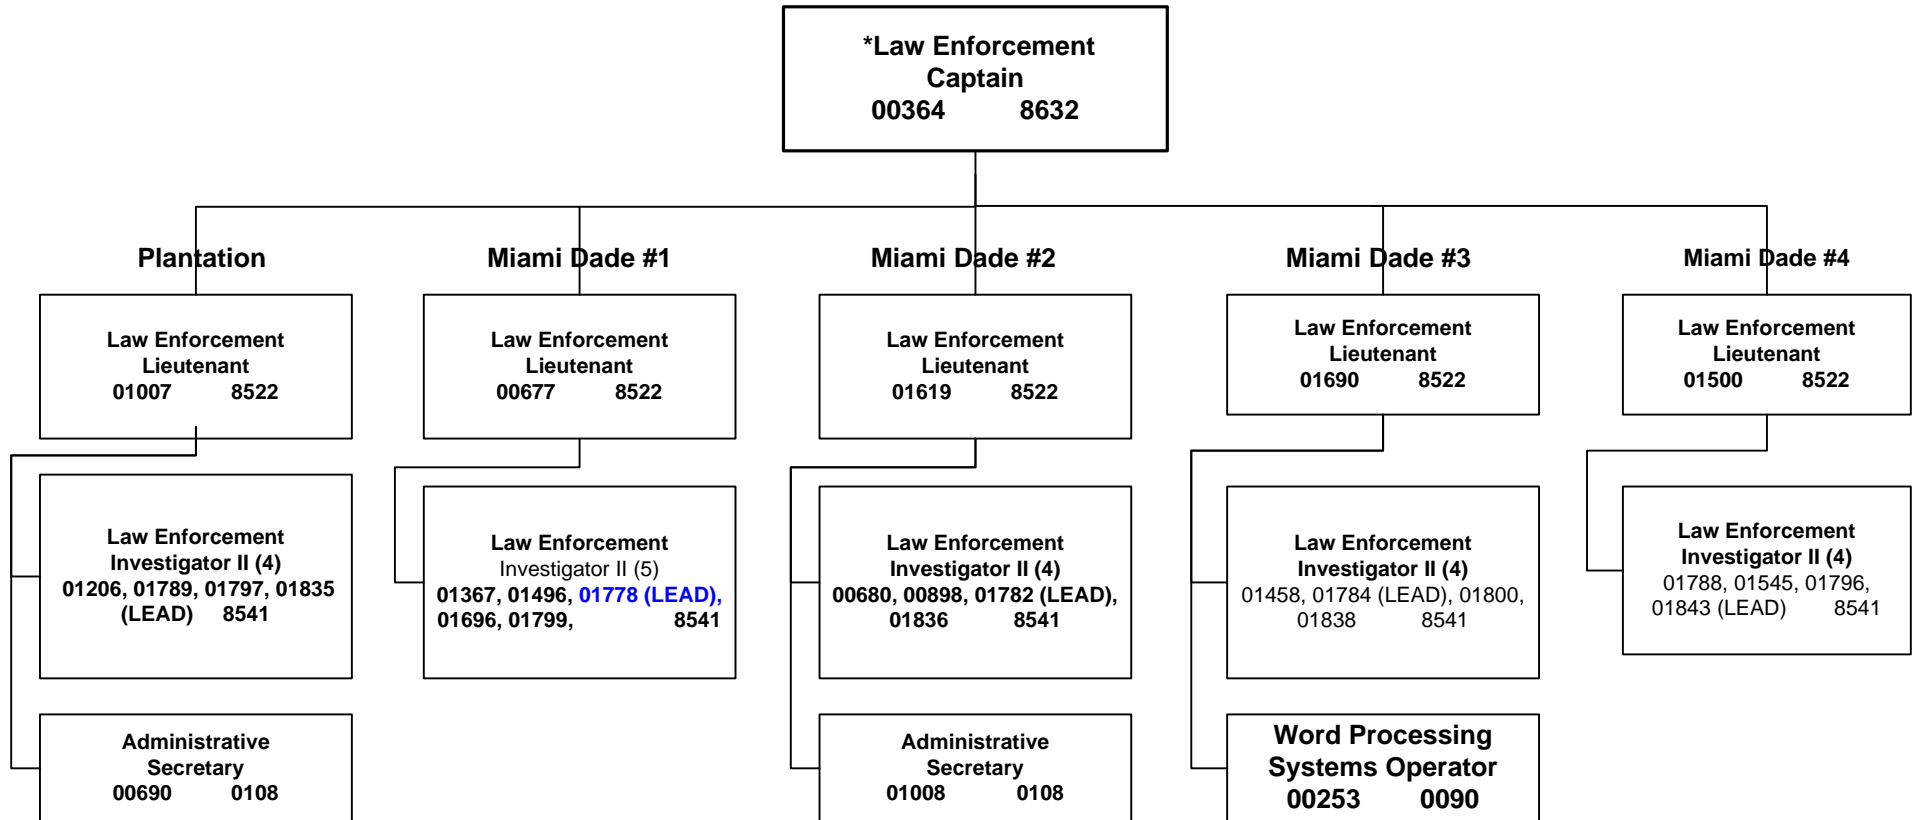 *Law Enforcement
Captain
00364 8632
Plantation
Miami Dade #1
Miami Dade #2
Miami Dade #3
Miami Dade #4
Law Enforcement
Lieutenant
01007 8522
Law Enforcement
Lieutenant
00677 8522
Law Enforcement
Lieutenant
01619 8522
Law Enforcement
Lieutenant
01690 8522
Law Enforcement
Lieutenant
01500 8522
Law Enforcement
Investigator II (4)
01206, 01789, 01797, 01835
(LEAD) 8541
Law Enforcement
Investigator II (5)
01367, 01496, 01778 (LEAD),
01696, 01799, 8541
Law Enforcement
Investigator II (4)
00680, 00898, 01782 (LEAD),
01836 8541
Law Enforcement
Investigator II (4)
01458, 01784 (LEAD), 01800,
01838 8541
Law Enforcement
Investigator II (4)
01788, 01545, 01796,
01843 (LEAD) 8541
Administrative
Secretary
00690 0108
Administrative
Secretary
01008 0108
Word Processing
Systems Operator
00253 0090